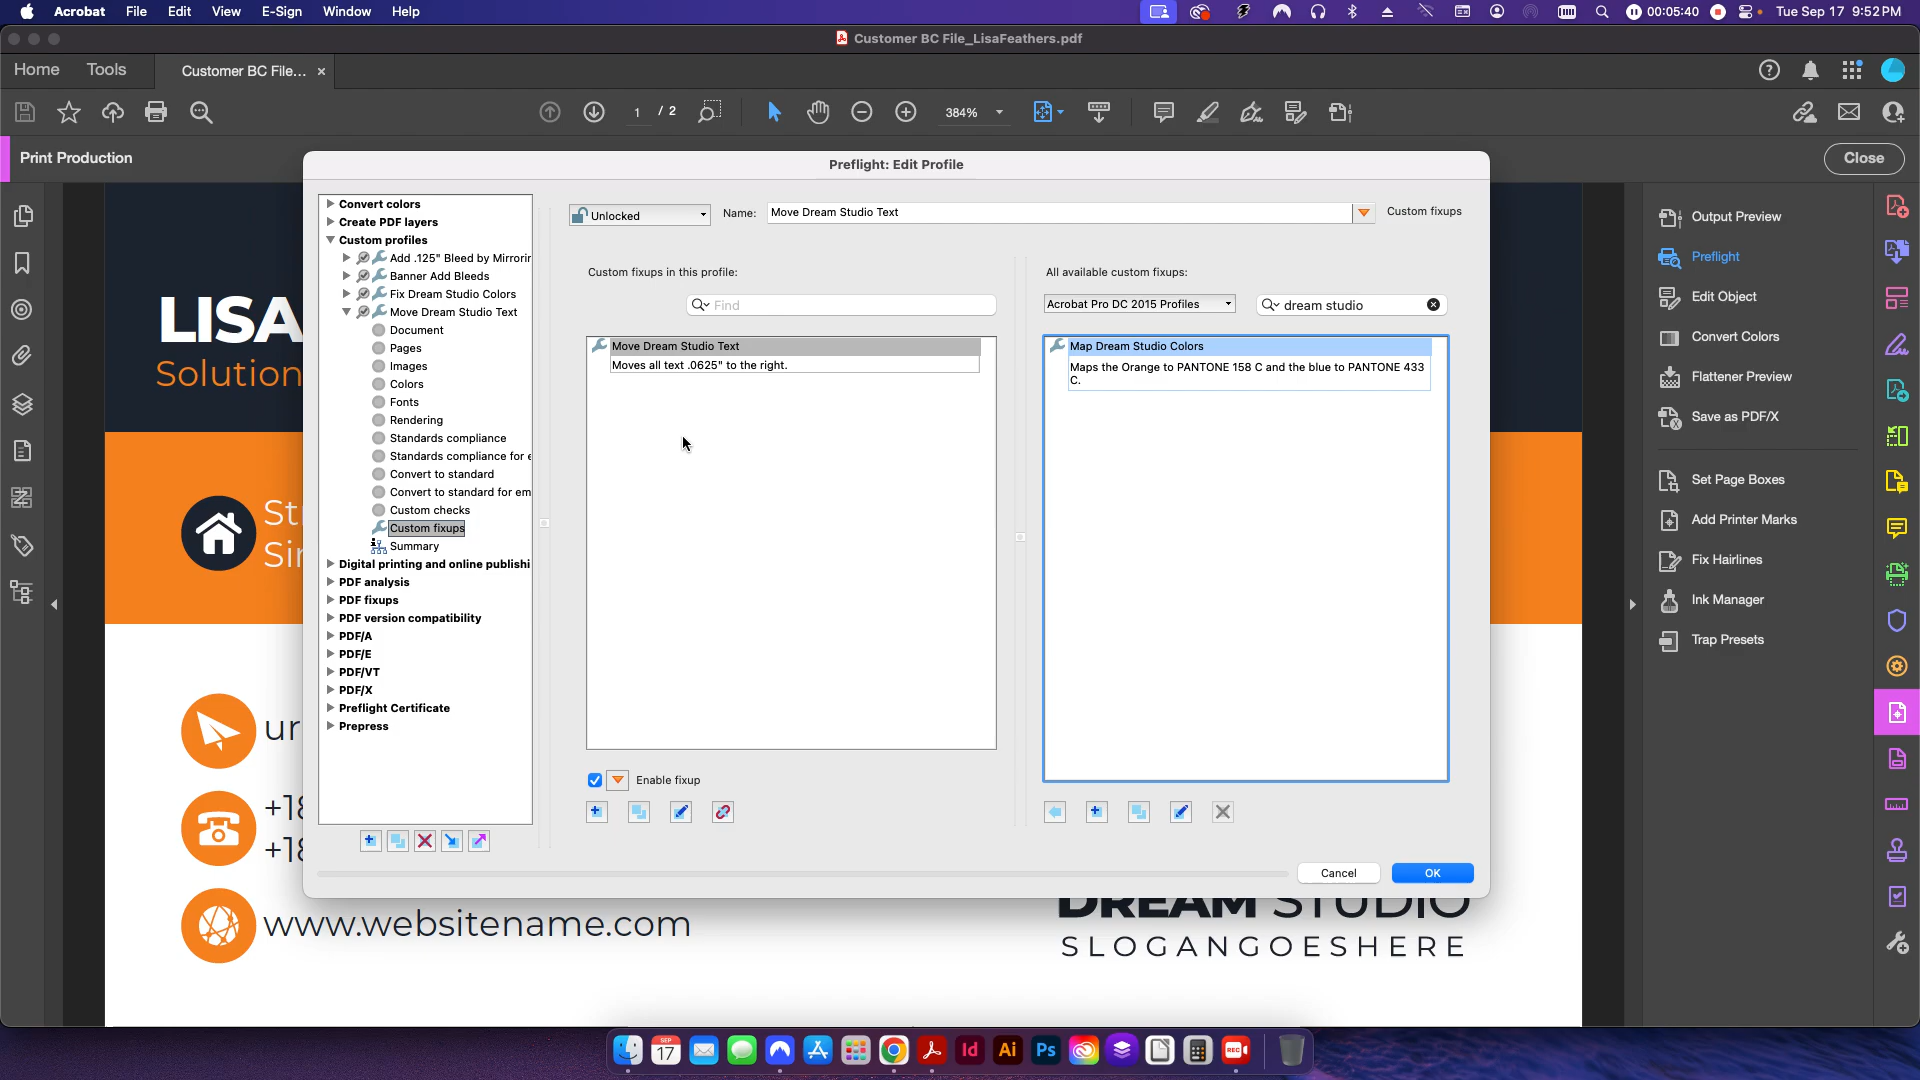 Acrobat File Edit View E-Sign Window Help 00:05:40 Tue Sep 17 9:52 PM
Customer BC File_LisaFeathers.pdf
Home Tools Customer BC File... ×
1 / 2 384%
Print Production Close
Preflight: Edit Profile
Convert colors
Create PDF layers
Custom profiles
Add .125" Bleed by Mirrorin
Banner Add Bleeds
Fix Dream Studio Colors
Move Dream Studio Text
Document
Pages
Images
Colors
Fonts
Rendering
Standards compliance
Standards compliance for e
Convert to standard
Convert to standard for em
Custom checks
Custom fixups
Summary
Digital printing and online publishi
PDF analysis
PDF fixups
PDF version compatibility
PDF/A
PDF/E
PDF/VT
PDF/X
Preflight Certificate
Prepress
Unlocked Name: Move Dream Studio Text Custom fixups
Custom fixups in this profile:
Find
Move Dream Studio Text
Moves all text .0625" to the right.
Enable fixup
All available custom fixups:
Acrobat Pro DC 2015 Profiles dream studio
Map Dream Studio Colors
Maps the Orange to PANTONE 158 C and the blue to PANTONE 433
C.
Cancel OK
Output Preview
Preflight
Edit Object
Convert Colors
Flattener Preview
Save as PDF/X
Set Page Boxes
Add Printer Marks
Fix Hairlines
Ink Manager
Trap Presets
LISA
Solution
St
Sir
ur
+18
+18
www.websitename.com
DREAM STUDIO
SLOGANGOESHERE
SEP
17
Id Ai Ps REC